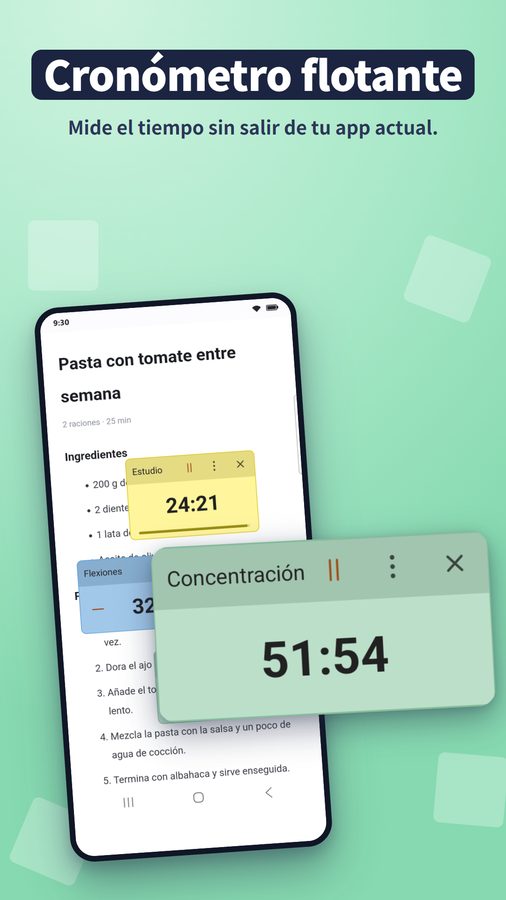 Cronómetro flotante
Mide el tiempo sin salir de tu app actual.
9:30
Pasta con tomate entre
semana
2 raciones · 25 min
Ingredientes
• 200 g
• 2 diente
• 1 lata
Estudio
24:21
Flexiones
32
Concentración
51:54
vez.
2. Dora el ajo
3. Añade el
lento.
4. Mezcla la pasta con la salsa y un poco de
agua de cocción.
5. Termina con albahaca y sirve enseguida.